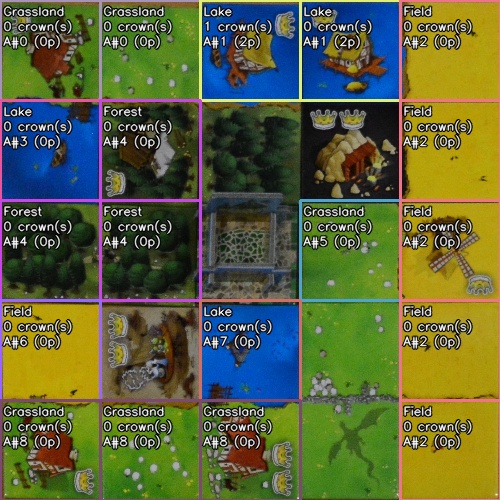 Grassland
0 crown(s)
A#0 (0p)
Grassland
0 crown(s)
A#0 (0p)
Lake
1 crown(s)
A#1 (2p)
Lake
0 crown(s)
A#1 (2p)
Field
0 crown(s)
A#2 (0p)
Lake
0 crown(s)
A#3 (0p)
Forest
0 crown(s)
A#4 (0p)
Field
0 crown(s)
A#2 (0p)
Forest
0 crown(s)
A#4 (0p)
Forest
0 crown(s)
A#4 (0p)
Grassland
0 crown(s)
A#5 (0p)
Field
0 crown(s)
A#2 (0p)
Field
0 crown(s)
A#6 (0p)
Lake
0 crown(s)
A#7 (0p)
Field
0 crown(s)
A#2 (0p)
Grassland
0 crown(s)
A#8 (0p)
Grassland
0 crown(s)
A#8 (0p)
Grassland
0 crown(s)
A#8 (0p)
Field
0 crown(s)
A#2 (0p)